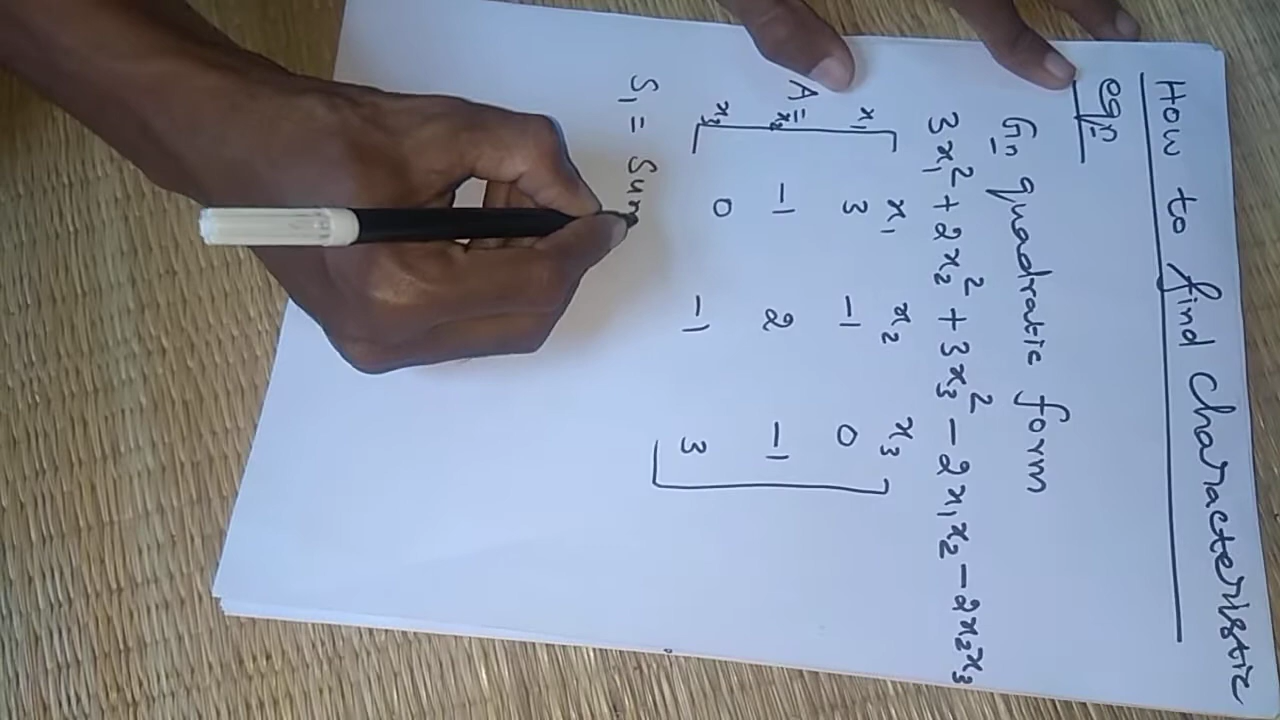 How to find characteristic
eqn
Gn quadratic form
3x₁² + 2x₂² + 3x₃² - 2x₁x₂ - 2x₂x₃
x₁ x₂ x₃
x₁ 3 -1 0
A = x₂ -1 2 -1
x₃ 0 -1 3
S₁ = Sum